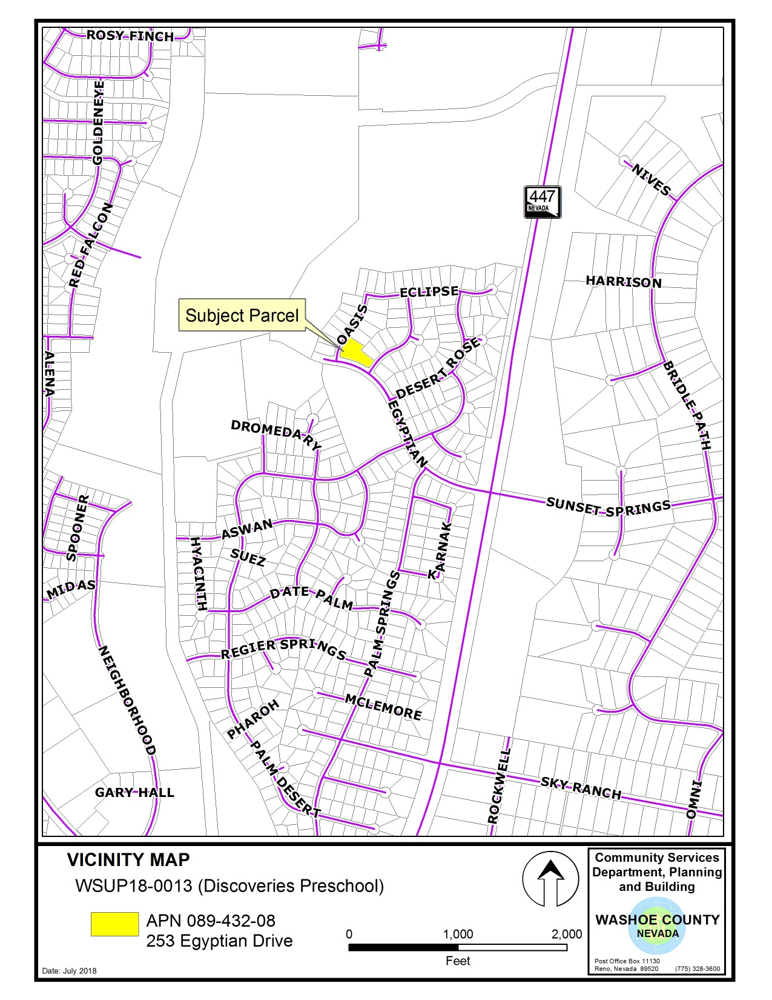 ROSY FINCH
GOLDENEYE
NIVES
447
NEVADA
RED FALCON
HARRISON
ECLIPSE
Subject Parcel
OASIS
DESERT ROSE
ALENA
BRIDLE PATH
EGYPTIAN
DROMEDARY
SUNSET SPRINGS
SPOONER
ASWAN
KARNAK
HYACINTH
SUEZ
MIDAS
DATE PALM
PALM SPRINGS
REGIER SPRINGS
NEIGHBORHOOD
MCLEMORE
PHAROH
PALM DESERT
ROCKWELL
SKY RANCH
OMNI
GARY HALL
VICINITY MAP
WSUP18-0013 (Discoveries Preschool)
APN 089-432-08
253 Egyptian Drive
0 1,000 2,000
Feet
Date: July 2018
Community Services
Department, Planning
and Building
WASHOE COUNTY
NEVADA
1861
Post Office Box 11130
Reno, Nevada 89520 (775) 328-3600